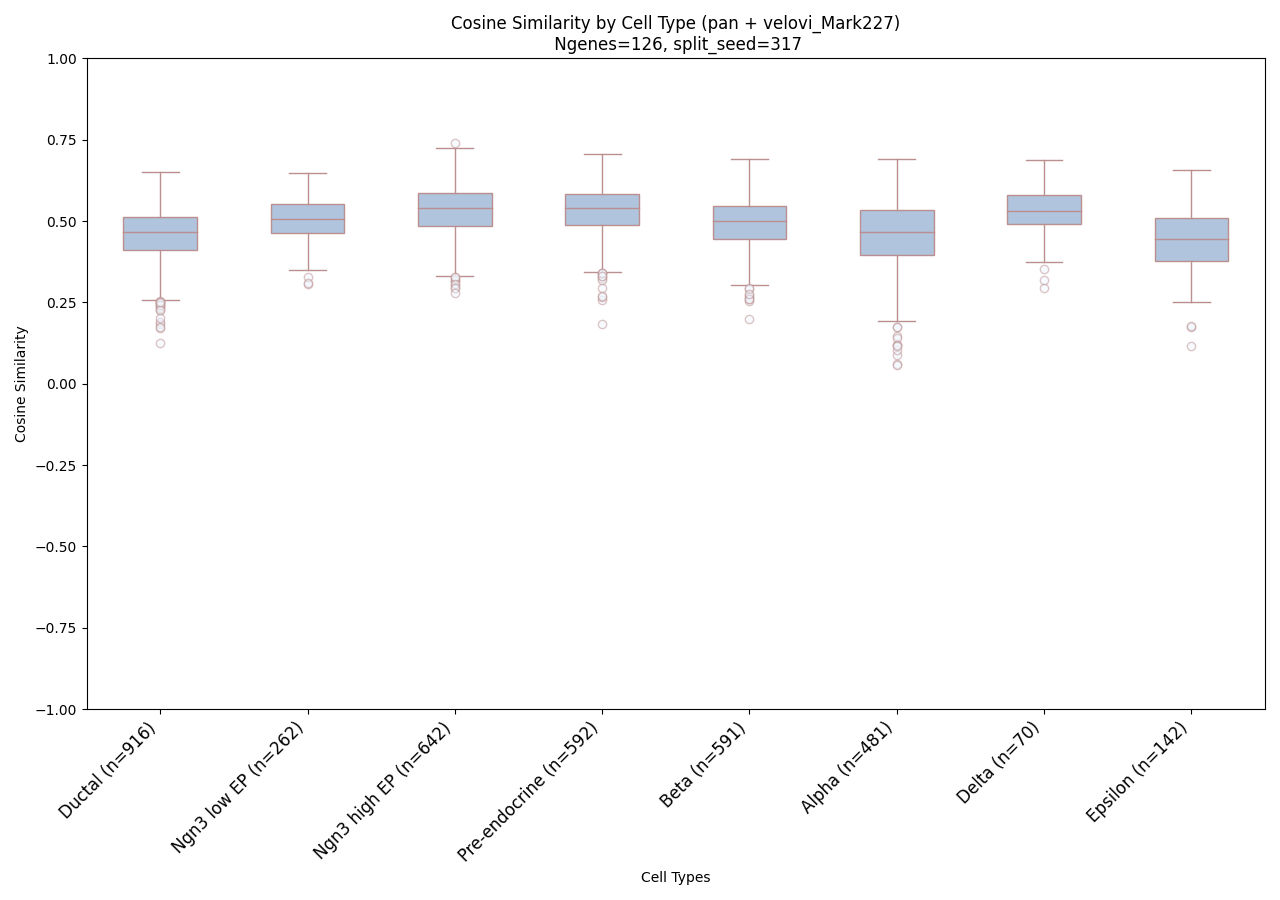 Cosine Similarity by Cell Type (pan + velovi_Mark227)
Ngenes=126, split_seed=317
1.00
0.75
0.50
0.25
0.00
−0.25
−0.50
−0.75
−1.00
Cosine Similarity
Ductal (n=916)
Ngn3 low EP (n=262)
Ngn3 high EP (n=642)
Pre-endocrine (n=592)
Beta (n=591)
Alpha (n=481)
Delta (n=70)
Epsilon (n=142)
Cell Types